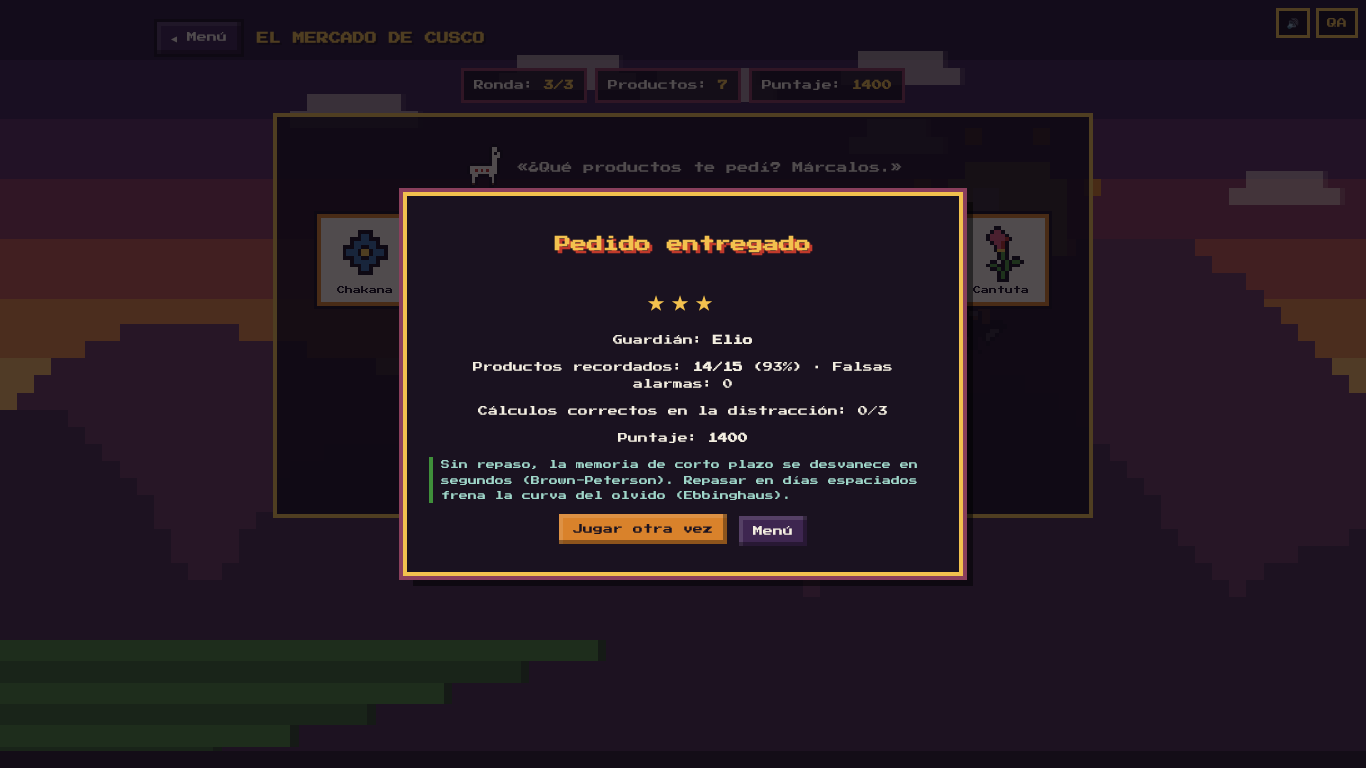 ◂ Menú
EL MERCADO DE CUSCO
QA
Ronda: 3/3
Productos: 7
Puntaje: 1400
«¿Qué productos te pedí? Márcalos.»
Chakana
Cantuta
Pedido entregado
★ ★ ★
Guardián: Elio
Productos recordados: 14/15 (93%) · Falsas
alarmas: 0
Cálculos correctos en la distracción: 0/3
Puntaje: 1400
Sin repaso, la memoria de corto plazo se desvanece en
segundos (Brown-Peterson). Repasar en días espaciados
frena la curva del olvido (Ebbinghaus).
Jugar otra vez
Menú